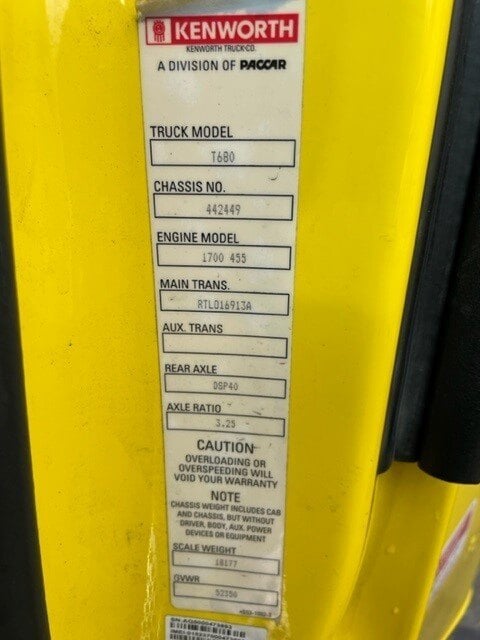 KENWORTH
KENWORTH TRUCK CO.
A DIVISION OF PACCAR
TRUCK MODEL
T680
CHASSIS NO.
442449
ENGINE MODEL
1700 455
MAIN TRANS.
RTLO16913A
AUX. TRANS
REAR AXLE
DSP40
AXLE RATIO
3.25
CAUTION
OVERLOADING OR
OVERSPEEDING WILL
VOID YOUR WARRANTY
NOTE
CHASSIS WEIGHT INCLUDES CAB
AND CHASSIS, BUT WITHOUT
DRIVER, BODY, AUX. POWER
DEVICES OR EQUIPMENT
SCALE WEIGHT
18177
GVWR
52350